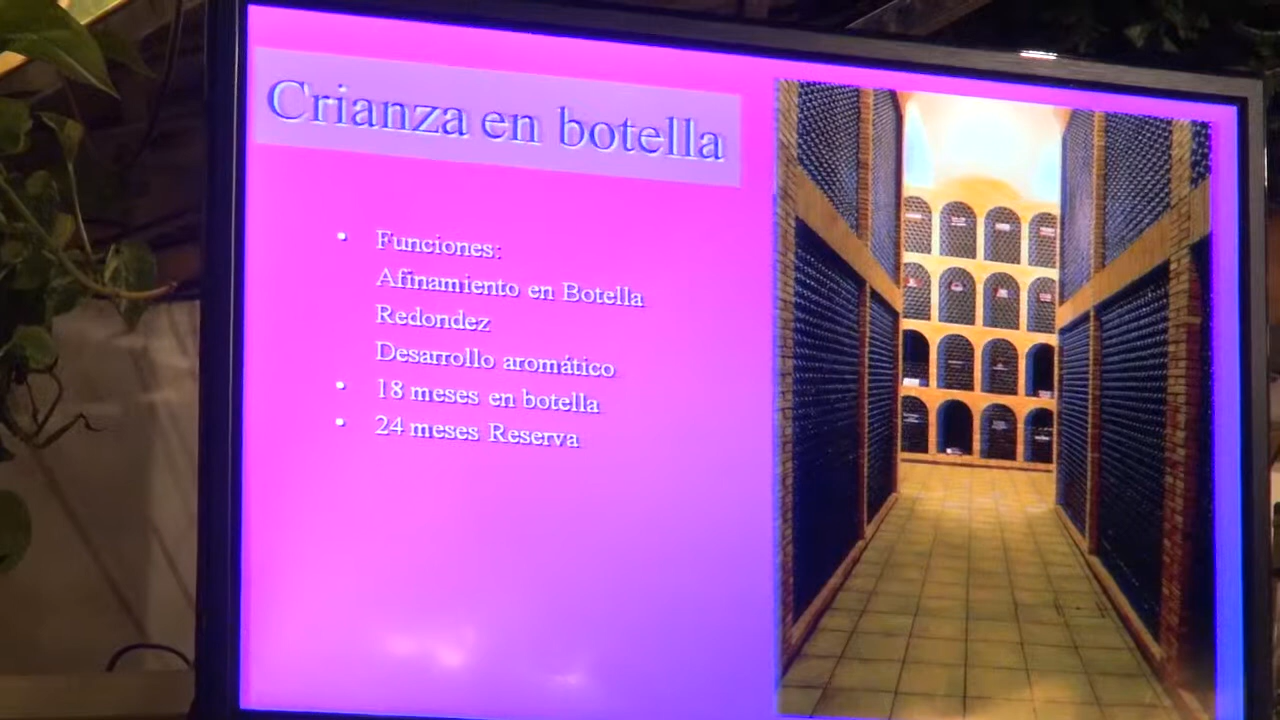 Crianza en botella
• Funciones:
Afinamiento en Botella
Redondez
Desarrollo aromático
• 18 meses en botella
• 24 meses Reserva